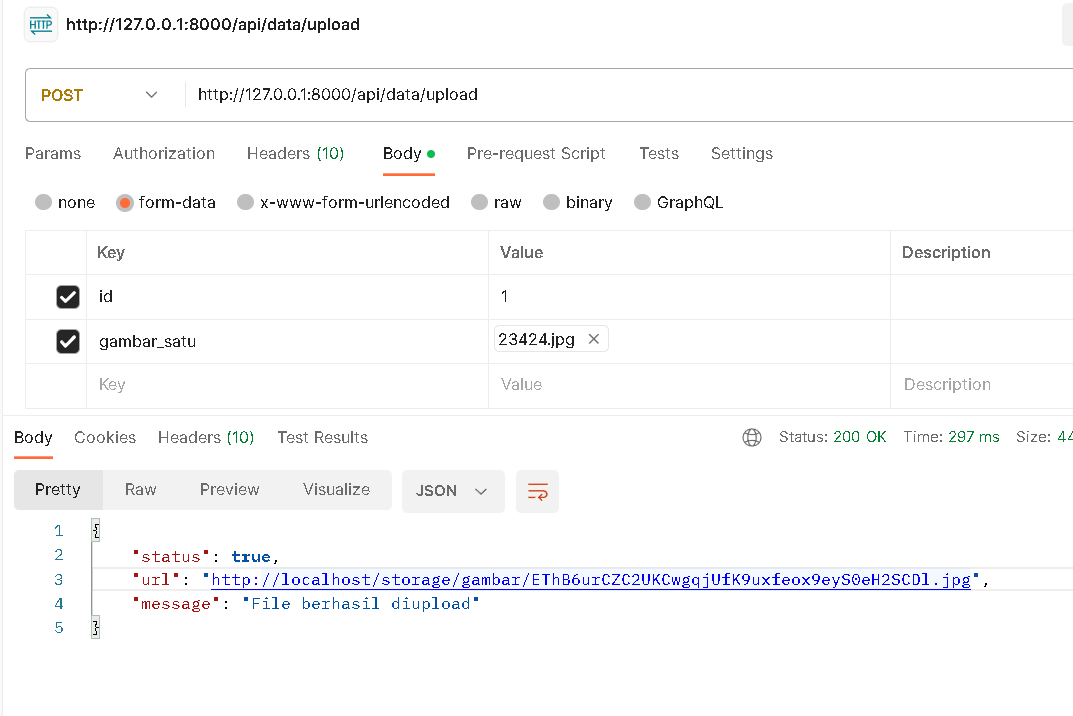 HTTP http://127.0.0.1:8000/api/data/upload
POST http://127.0.0.1:8000/api/data/upload
Params Authorization Headers (10) Body Pre-request Script Tests Settings
none form-data x-www-form-urlencoded raw binary GraphQL
Key Value Description
id 1
gambar_satu 23424.jpg
Key Value Description
Body Cookies Headers (10) Test Results Status: 200 OK Time: 297 ms Size: 44
Pretty Raw Preview Visualize JSON
1 {
2 "status": true,
3 "url": "http://localhost/storage/gambar/EThB6urCZC2UKCwgqjUfK9uxfeox9eyS0eH2SCDl.jpg",
4 "message": "File berhasil diupload"
5 }